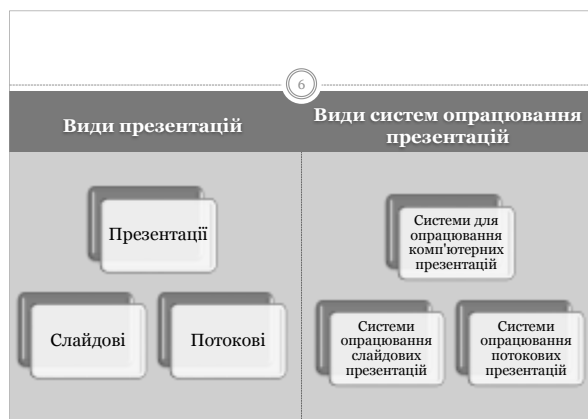 6
Види презентацій
Види систем опрацювання
презентацій
Презентації
Слайдові
Потокові
Системи для
опрацювання
комп'ютерних
презентацій
Системи
опрацювання
слайдових
презентацій
Системи
опрацювання
потокових
презентацій